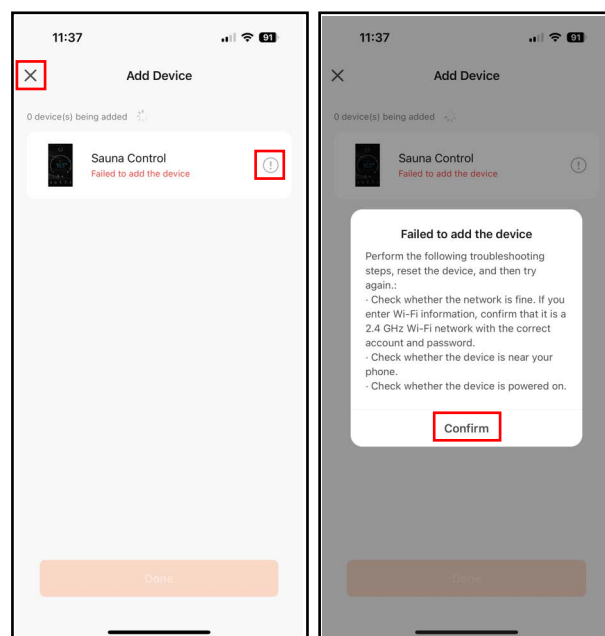 11:37
91
Add Device
0 device(s) being added
Sauna Control
Failed to add the device
Done
11:37
91
Add Device
0 device(s) being added
Sauna Control
Failed to add the device
Failed to add the device
Perform the following troubleshooting
steps, reset the device, and then try
again.:
· Check whether the network is fine. If you
enter Wi-Fi information, confirm that it is a
2.4 GHz Wi-Fi network with the correct
account and password.
· Check whether the device is near your
phone.
· Check whether the device is powered on.
Confirm
Done